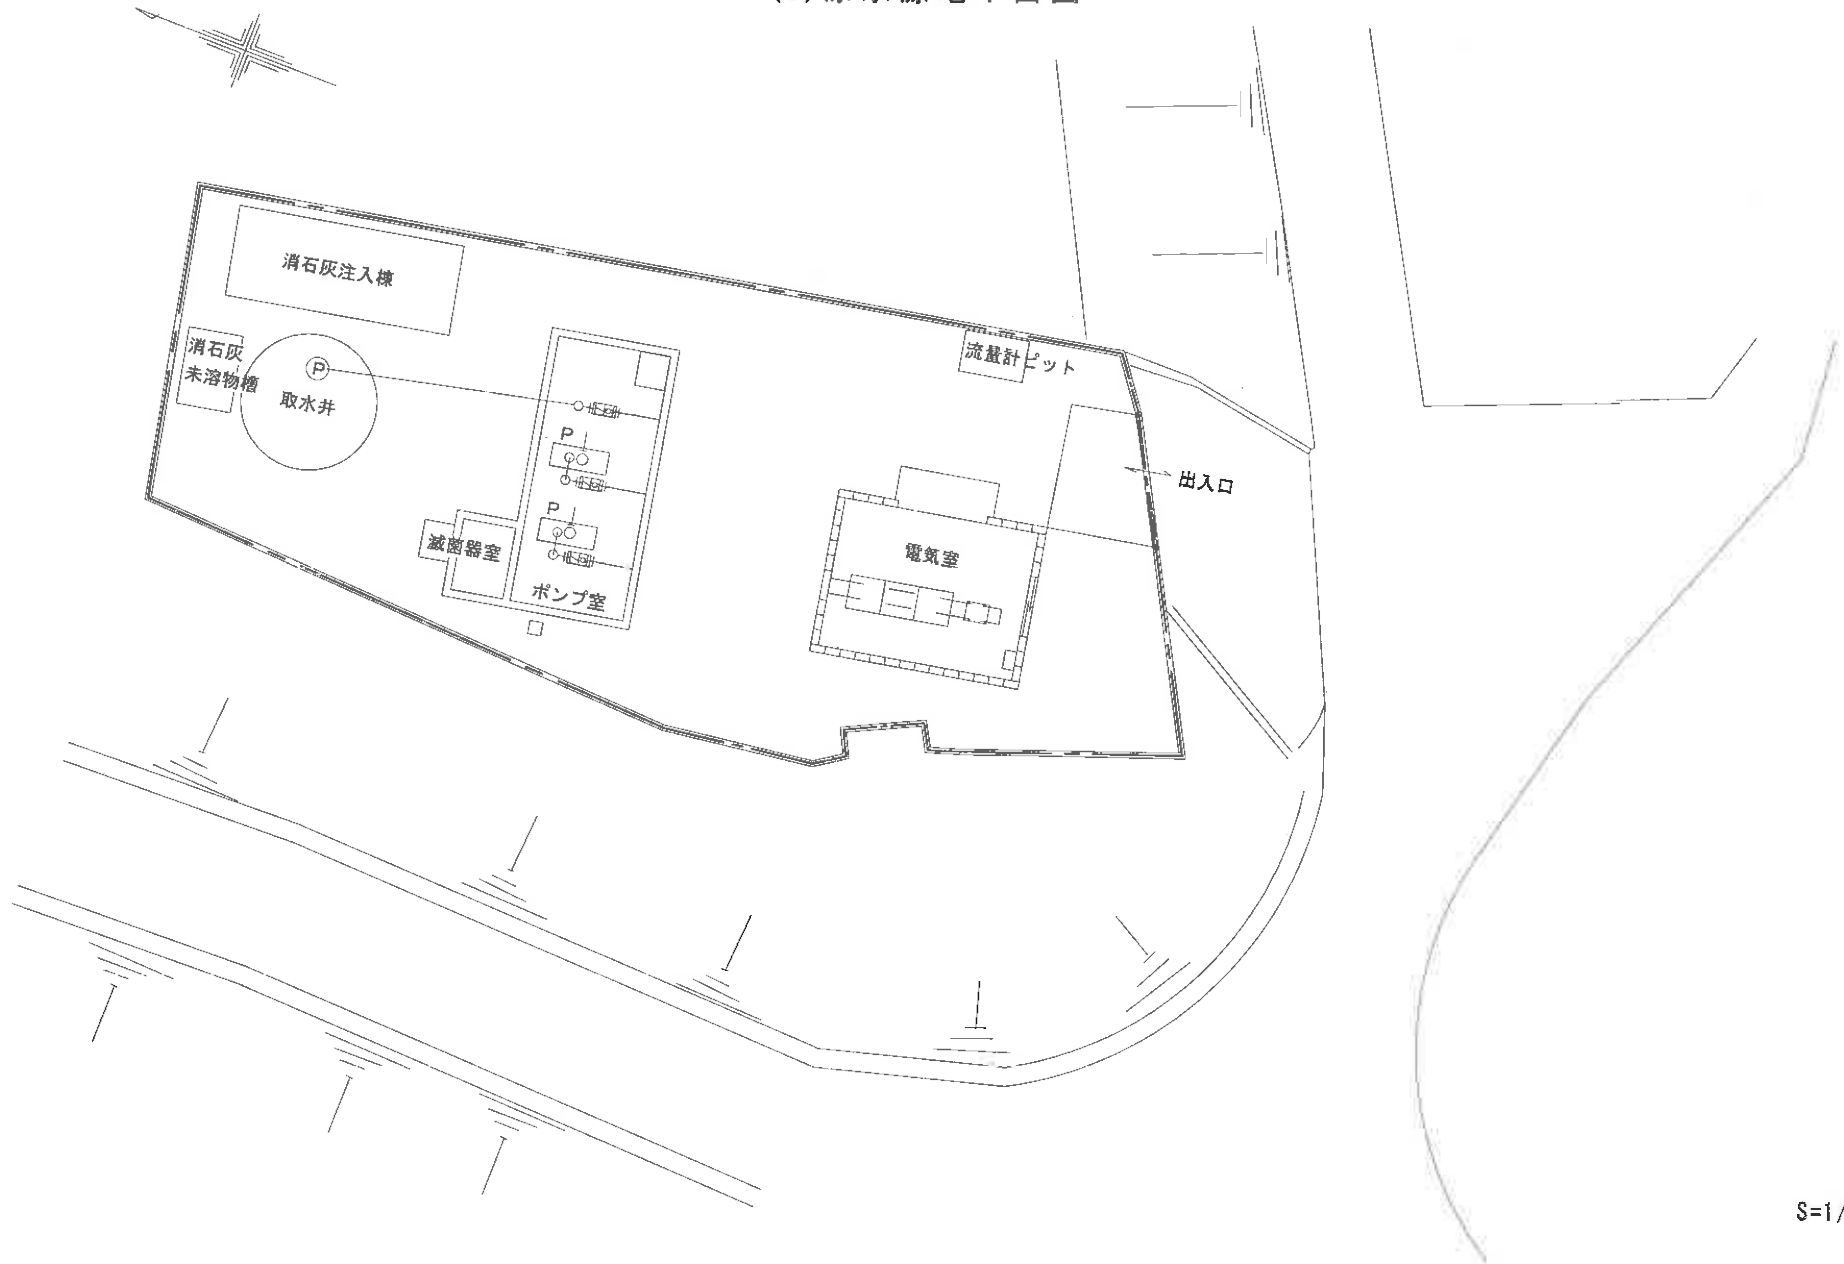 消石灰注入棟
消石灰
未溶物槽
取水井
P
流量計ピット
P
出入口
P
滅菌器室
電気室
ポンプ室
S=1/